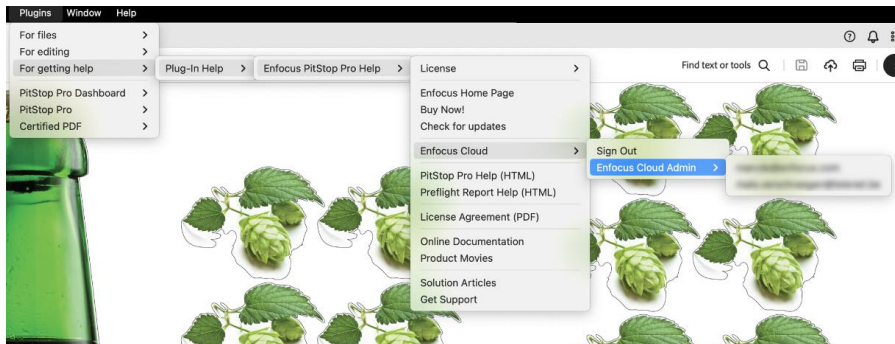 Plugins Window Help
For files
For editing
For getting help
PitStop Pro Dashboard
PitStop Pro
Certified PDF
Plug-In Help
Enfocus PitStop Pro Help
License
Enfocus Home Page
Buy Now!
Check for updates
Enfocus Cloud
PitStop Pro Help (HTML)
Preflight Report Help (HTML)
License Agreement (PDF)
Online Documentation
Product Movies
Solution Articles
Get Support
Sign Out
Enfocus Cloud Admin
Find text or tools